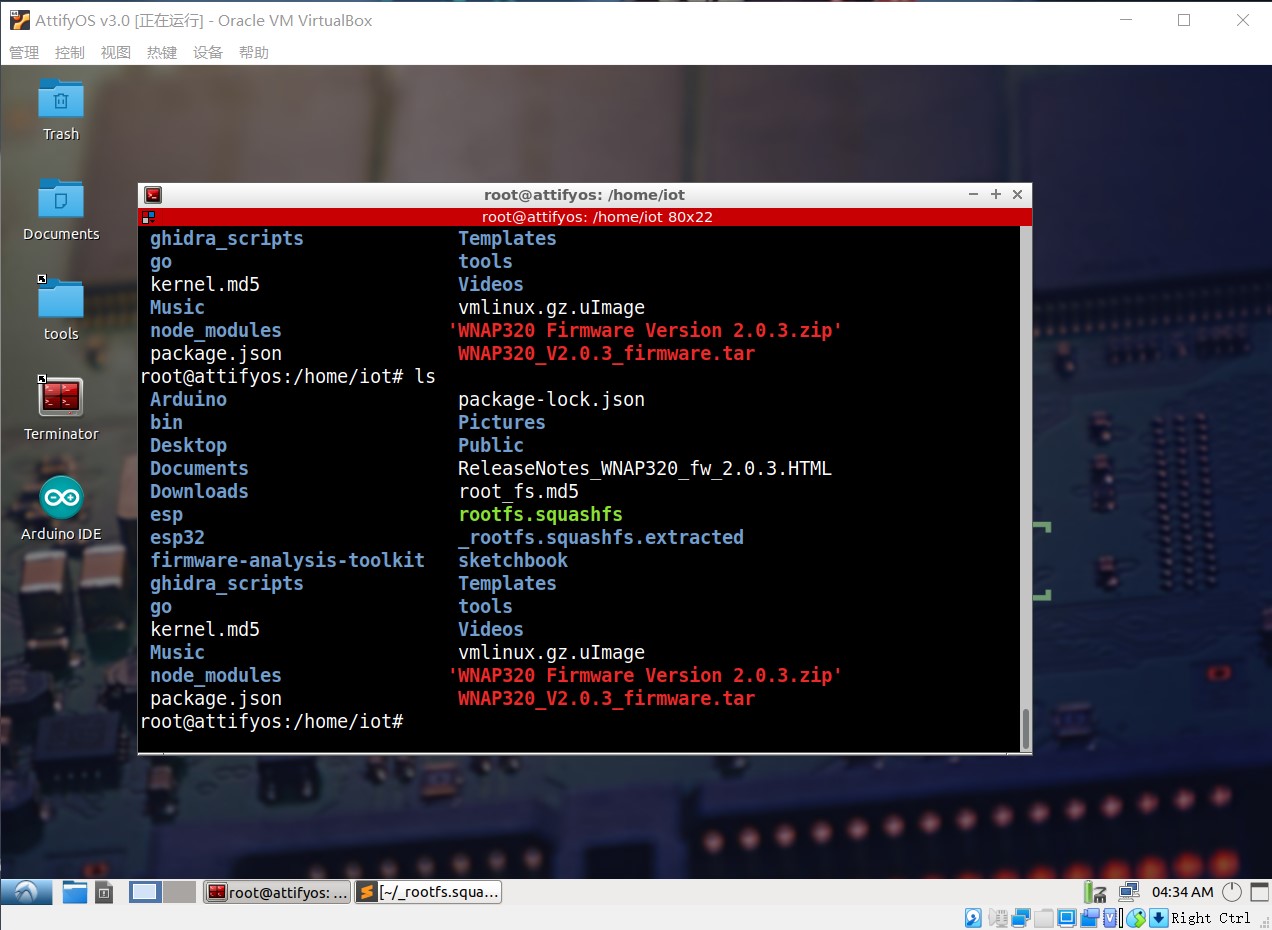 AttifyOS v3.0 [正在运行] - Oracle VM VirtualBox
管理 控制 视图 热键 设备 帮助
Trash
Documents
tools
Terminator
Arduino IDE
root@attifyos: /home/iot
root@attifyos: /home/iot 80x22
ghidra_scripts Templates
go tools
kernel.md5 Videos
Music vmlinux.gz.uImage
node_modules 'WNAP320 Firmware Version 2.0.3.zip'
package.json WNAP320_V2.0.3_firmware.tar
root@attifyos:/home/iot# ls
Arduino package-lock.json
bin Pictures
Desktop Public
Documents ReleaseNotes_WNAP320_fw_2.0.3.HTML
Downloads root_fs.md5
esp rootfs.squashfs
esp32 _rootfs.squashfs.extracted
firmware-analysis-toolkit sketchbook
ghidra_scripts Templates
go tools
kernel.md5 Videos
Music vmlinux.gz.uImage
node_modules 'WNAP320 Firmware Version 2.0.3.zip'
package.json WNAP320_V2.0.3_firmware.tar
root@attifyos:/home/iot#
root@attifyos: ... [~/_rootfs.squa... 04:34 AM
Right Ctrl